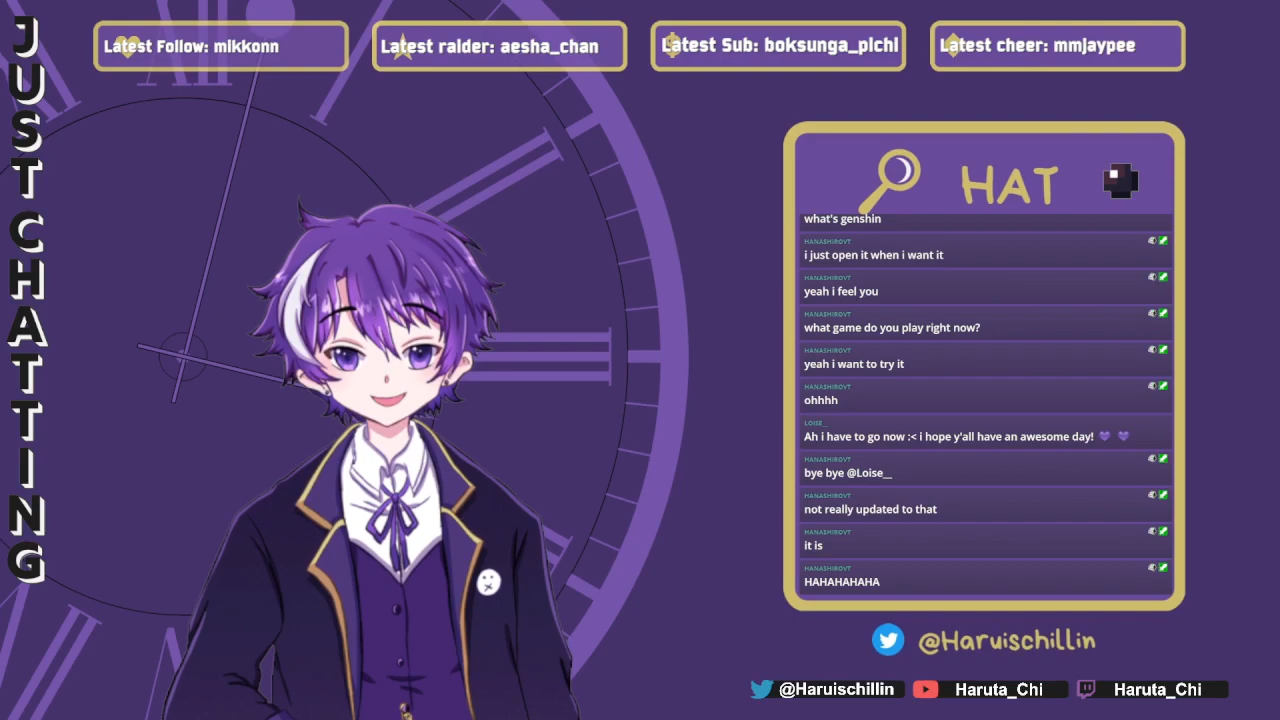 JUST CHATTING
Latest Follow: mikkonn
Latest raider: aesha_chan
Latest Sub: boksunga_pichi
Latest cheer: mmjaypee
HAT
what's genshin
HANASHIROVT
i just open it when i want it
HANASHIROVT
yeah i feel you
HANASHIROVT
what game do you play right now?
HANASHIROVT
yeah i want to try it
HANASHIROVT
ohhhh
LOISE__
Ah i have to go now :< i hope y'all have an awesome day! 💜 💜
HANASHIROVT
bye bye @Loise__
HANASHIROVT
not really updated to that
HANASHIROVT
it is
HANASHIROVT
HAHAHAHAHA
@Haruischillin
@Haruischillin
Haruta_Chi
Haruta_Chi